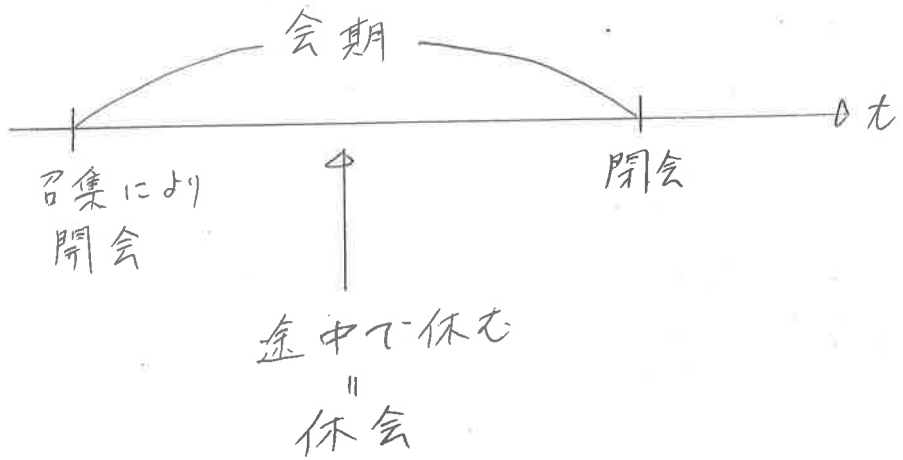 会期
t
召集により
開会
閉会
途中で休む
=
休会